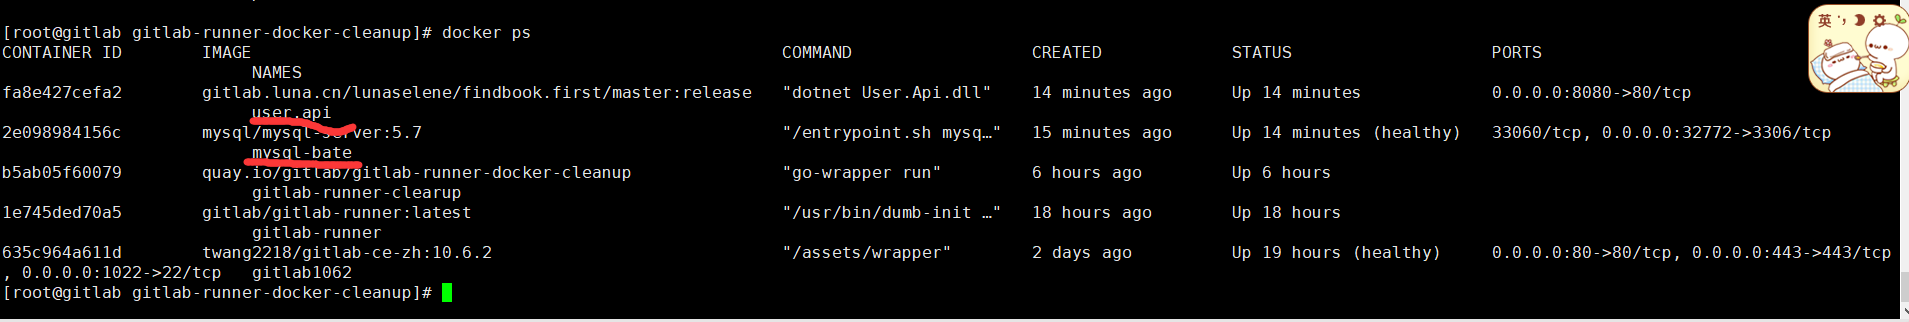 [root@gitlab gitlab-runner-docker-cleanup]# docker ps
CONTAINER ID        IMAGE                                                     COMMAND                  CREATED             STATUS                    PORTS
                         NAMES
fa8e427cefa2        gitlab.luna.cn/lunaselene/findbook.first/master:release   "dotnet User.Api.dll"    14 minutes ago      Up 14 minutes             0.0.0.0:8080->80/tcp
                         user.api
2e098984156c        mysql/mysql-server:5.7                                    "/entrypoint.sh mysq…"   15 minutes ago      Up 14 minutes (healthy)   33060/tcp, 0.0.0.0:32772->3306/tcp
                         mysql-bate
b5ab05f60079        quay.io/gitlab/gitlab-runner-docker-cleanup               "go-wrapper run"         6 hours ago         Up 6 hours
                         gitlab-runner-clearup
1e745ded70a5        gitlab/gitlab-runner:latest                               "/usr/bin/dumb-init …"   18 hours ago        Up 18 hours
                         gitlab-runner
635c964a611d        twang2218/gitlab-ce-zh:10.6.2                             "/assets/wrapper"        2 days ago          Up 19 hours (healthy)     0.0.0.0:80->80/tcp, 0.0.0.0:443->443/tcp
, 0.0.0.0:1022->22/tcp   gitlab1062
[root@gitlab gitlab-runner-docker-cleanup]#
英